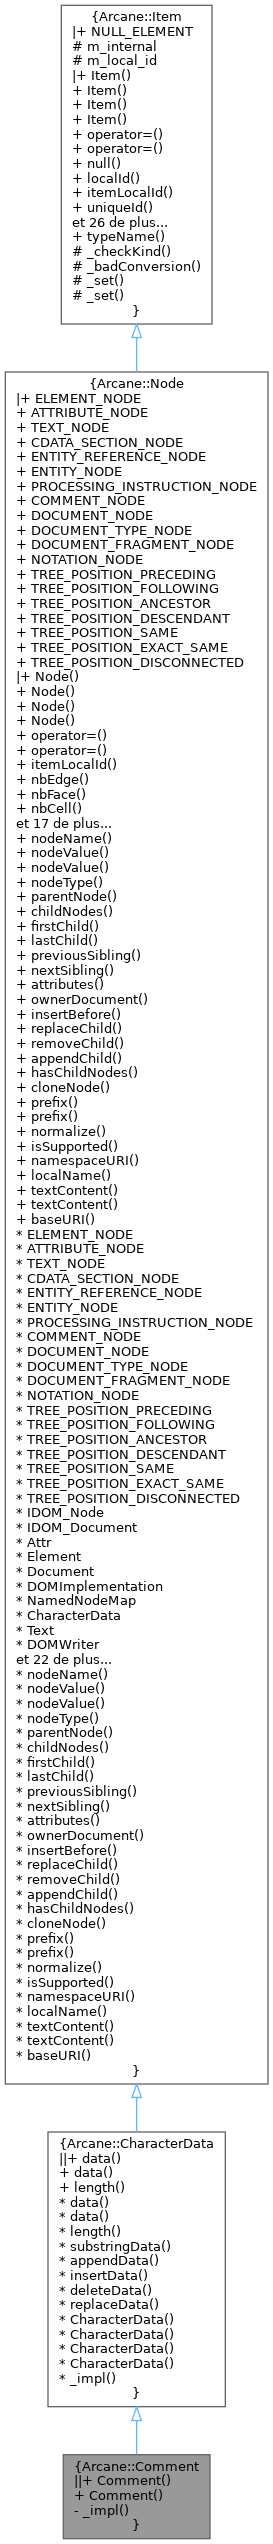 {Arcane::Item
|+ NULL_ELEMENT
# m_internal
# m_local_id
|+ Item()
+ Item()
+ Item()
+ Item()
+ operator=()
+ operator=()
+ null()
+ localId()
+ itemLocalId()
+ uniqueId()
et 26 de plus...
+ typeName()
# _checkKind()
# _badConversion()
# _set()
# _set()
}
{Arcane::Node
|+ ELEMENT_NODE
+ ATTRIBUTE_NODE
+ TEXT_NODE
+ CDATA_SECTION_NODE
+ ENTITY_REFERENCE_NODE
+ ENTITY_NODE
+ PROCESSING_INSTRUCTION_NODE
+ COMMENT_NODE
+ DOCUMENT_NODE
+ DOCUMENT_TYPE_NODE
+ DOCUMENT_FRAGMENT_NODE
+ NOTATION_NODE
+ TREE_POSITION_PRECEDING
+ TREE_POSITION_FOLLOWING
+ TREE_POSITION_ANCESTOR
+ TREE_POSITION_DESCENDANT
+ TREE_POSITION_SAME
+ TREE_POSITION_EXACT_SAME
+ TREE_POSITION_DISCONNECTED
|+ Node()
+ Node()
+ Node()
+ Node()
+ operator=()
+ operator=()
+ itemLocalId()
+ nbEdge()
+ nbFace()
+ nbCell()
et 17 de plus...
+ nodeName()
+ nodeValue()
+ nodeValue()
+ nodeType()
+ parentNode()
+ childNodes()
+ firstChild()
+ lastChild()
+ previousSibling()
+ nextSibling()
+ attributes()
+ ownerDocument()
+ insertBefore()
+ replaceChild()
+ removeChild()
+ appendChild()
+ hasChildNodes()
+ cloneNode()
+ prefix()
+ prefix()
+ normalize()
+ isSupported()
+ namespaceURI()
+ localName()
+ textContent()
+ textContent()
+ baseURI()
* ELEMENT_NODE
* ATTRIBUTE_NODE
* TEXT_NODE
* CDATA_SECTION_NODE
* ENTITY_REFERENCE_NODE
* ENTITY_NODE
* PROCESSING_INSTRUCTION_NODE
* COMMENT_NODE
* DOCUMENT_NODE
* DOCUMENT_TYPE_NODE
* DOCUMENT_FRAGMENT_NODE
* NOTATION_NODE
* TREE_POSITION_PRECEDING
* TREE_POSITION_FOLLOWING
* TREE_POSITION_ANCESTOR
* TREE_POSITION_DESCENDANT
* TREE_POSITION_SAME
* TREE_POSITION_EXACT_SAME
* TREE_POSITION_DISCONNECTED
* IDOM_Node
* IDOM_Document
* Attr
* Element
* Document
* DOMImplementation
* NamedNodeMap
* CharacterData
* Text
* DOMWriter
et 22 de plus...
* nodeName()
* nodeValue()
* nodeValue()
* nodeType()
* parentNode()
* childNodes()
* firstChild()
* lastChild()
* previousSibling()
* nextSibling()
* attributes()
* ownerDocument()
* insertBefore()
* replaceChild()
* removeChild()
* appendChild()
* hasChildNodes()
* cloneNode()
* prefix()
* prefix()
* normalize()
* isSupported()
* namespaceURI()
* localName()
* textContent()
* textContent()
* baseURI()
}
{Arcane::CharacterData
||+ data()
+ data()
+ length()
* data()
* data()
* length()
* substringData()
* appendData()
* insertData()
* deleteData()
* replaceData()
* CharacterData()
* CharacterData()
* CharacterData()
* CharacterData()
* _impl()
}
{Arcane::Comment
||+ Comment()
+ Comment()
- _impl()
}